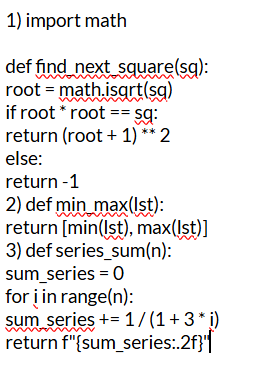 1) import math
def find_next_square(sq):
root = math.isqrt(sq)
if root * root == sq:
return (root + 1) ** 2
else:
return -1
2) def min_max(lst):
return [min(lst), max(lst)]
3) def series_sum(n):
sum_series = 0
for i in range(n):
sum_series += 1 / (1 + 3 * i)
return f"{sum_series:.2f}"